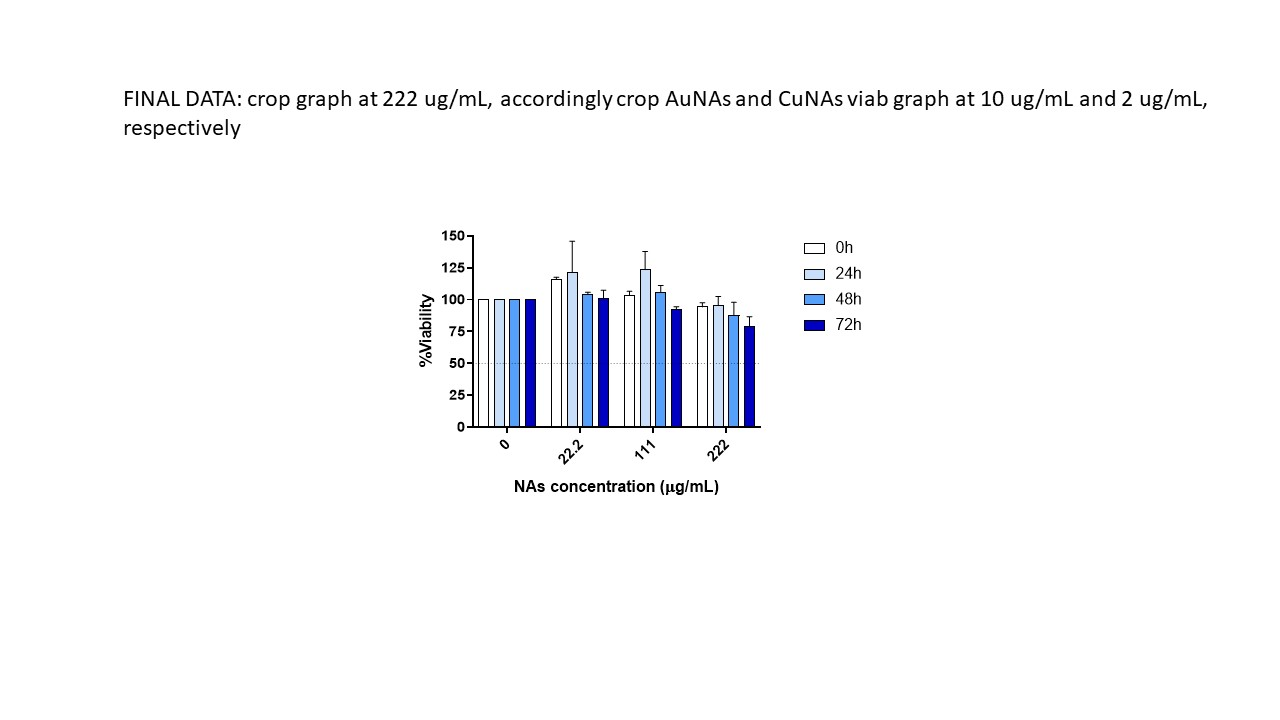 FINAL DATA: crop graph at 222 ug/mL, accordingly crop AuNAs and CuNAs viab graph at 10 ug/mL and 2 ug/mL,
respectively
150
125
100
75
50
25
0
%Viability
0
22.2
111
222
NAs concentration (μg/mL)
0h
24h
48h
72h